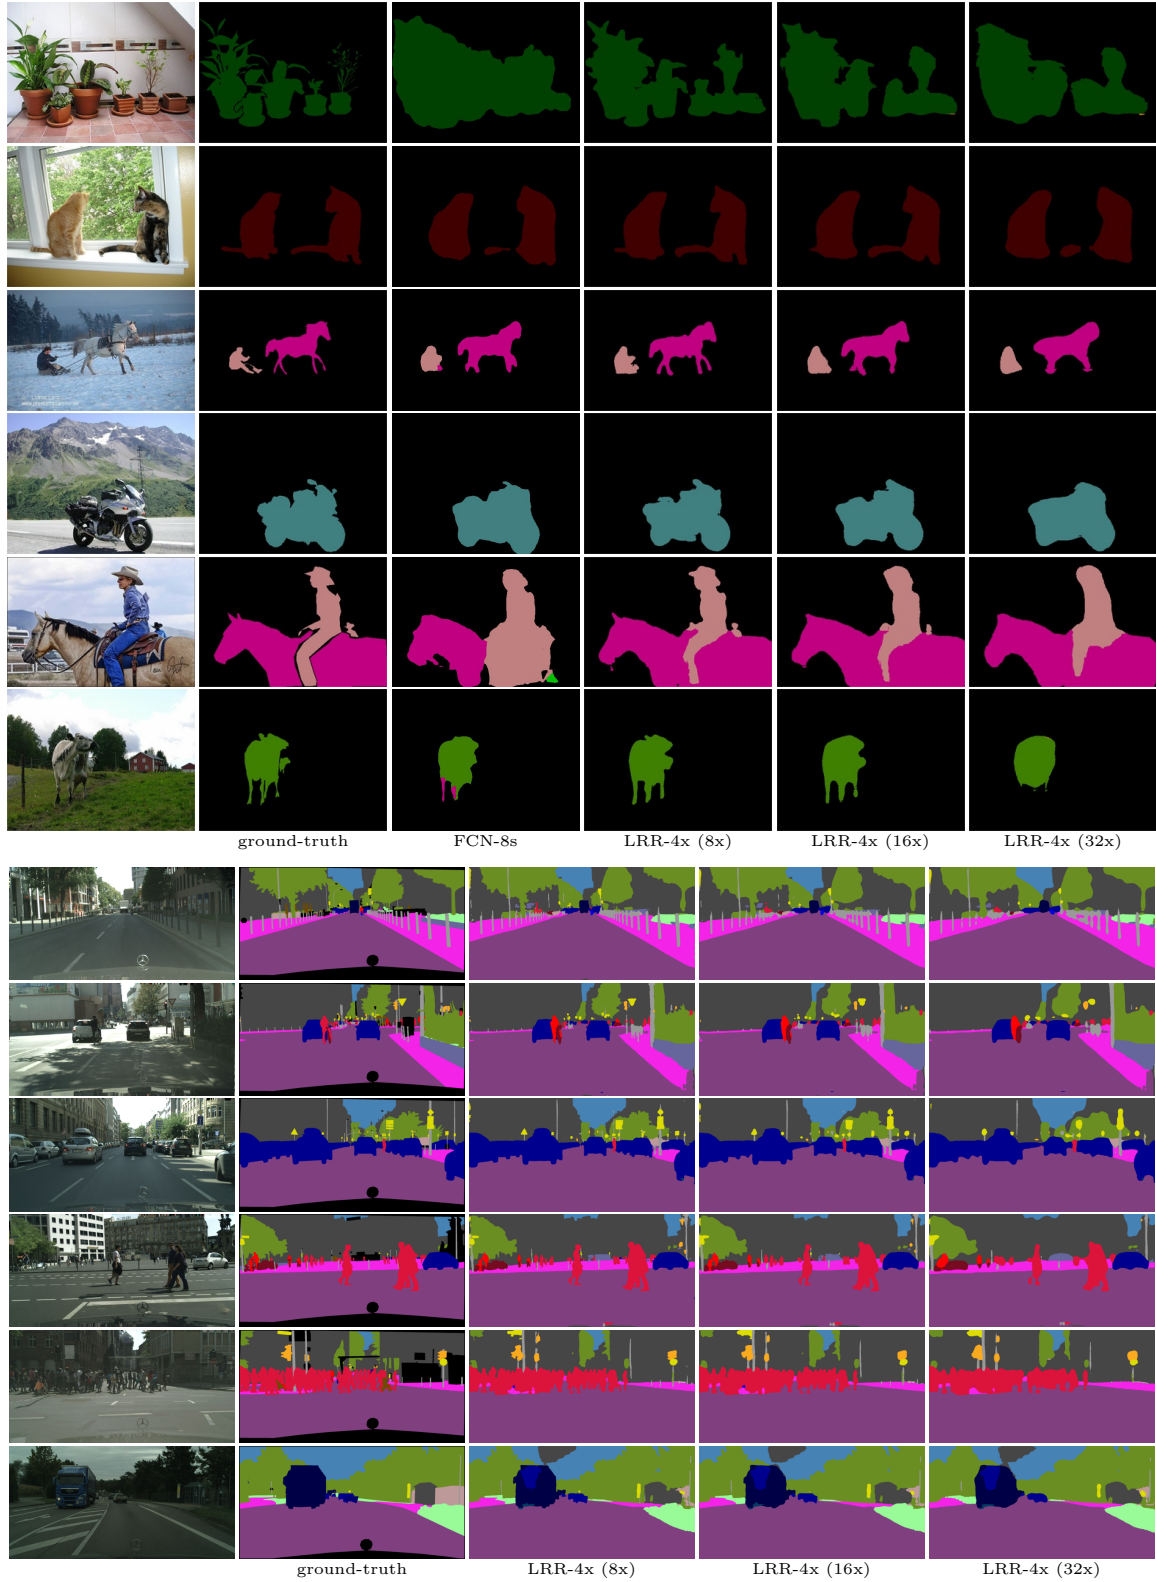 ground-truth FCN-8s LRR-4x (8x) LRR-4x (16x) LRR-4x (32x)
ground-truth LRR-4x (8x) LRR-4x (16x) LRR-4x (32x)